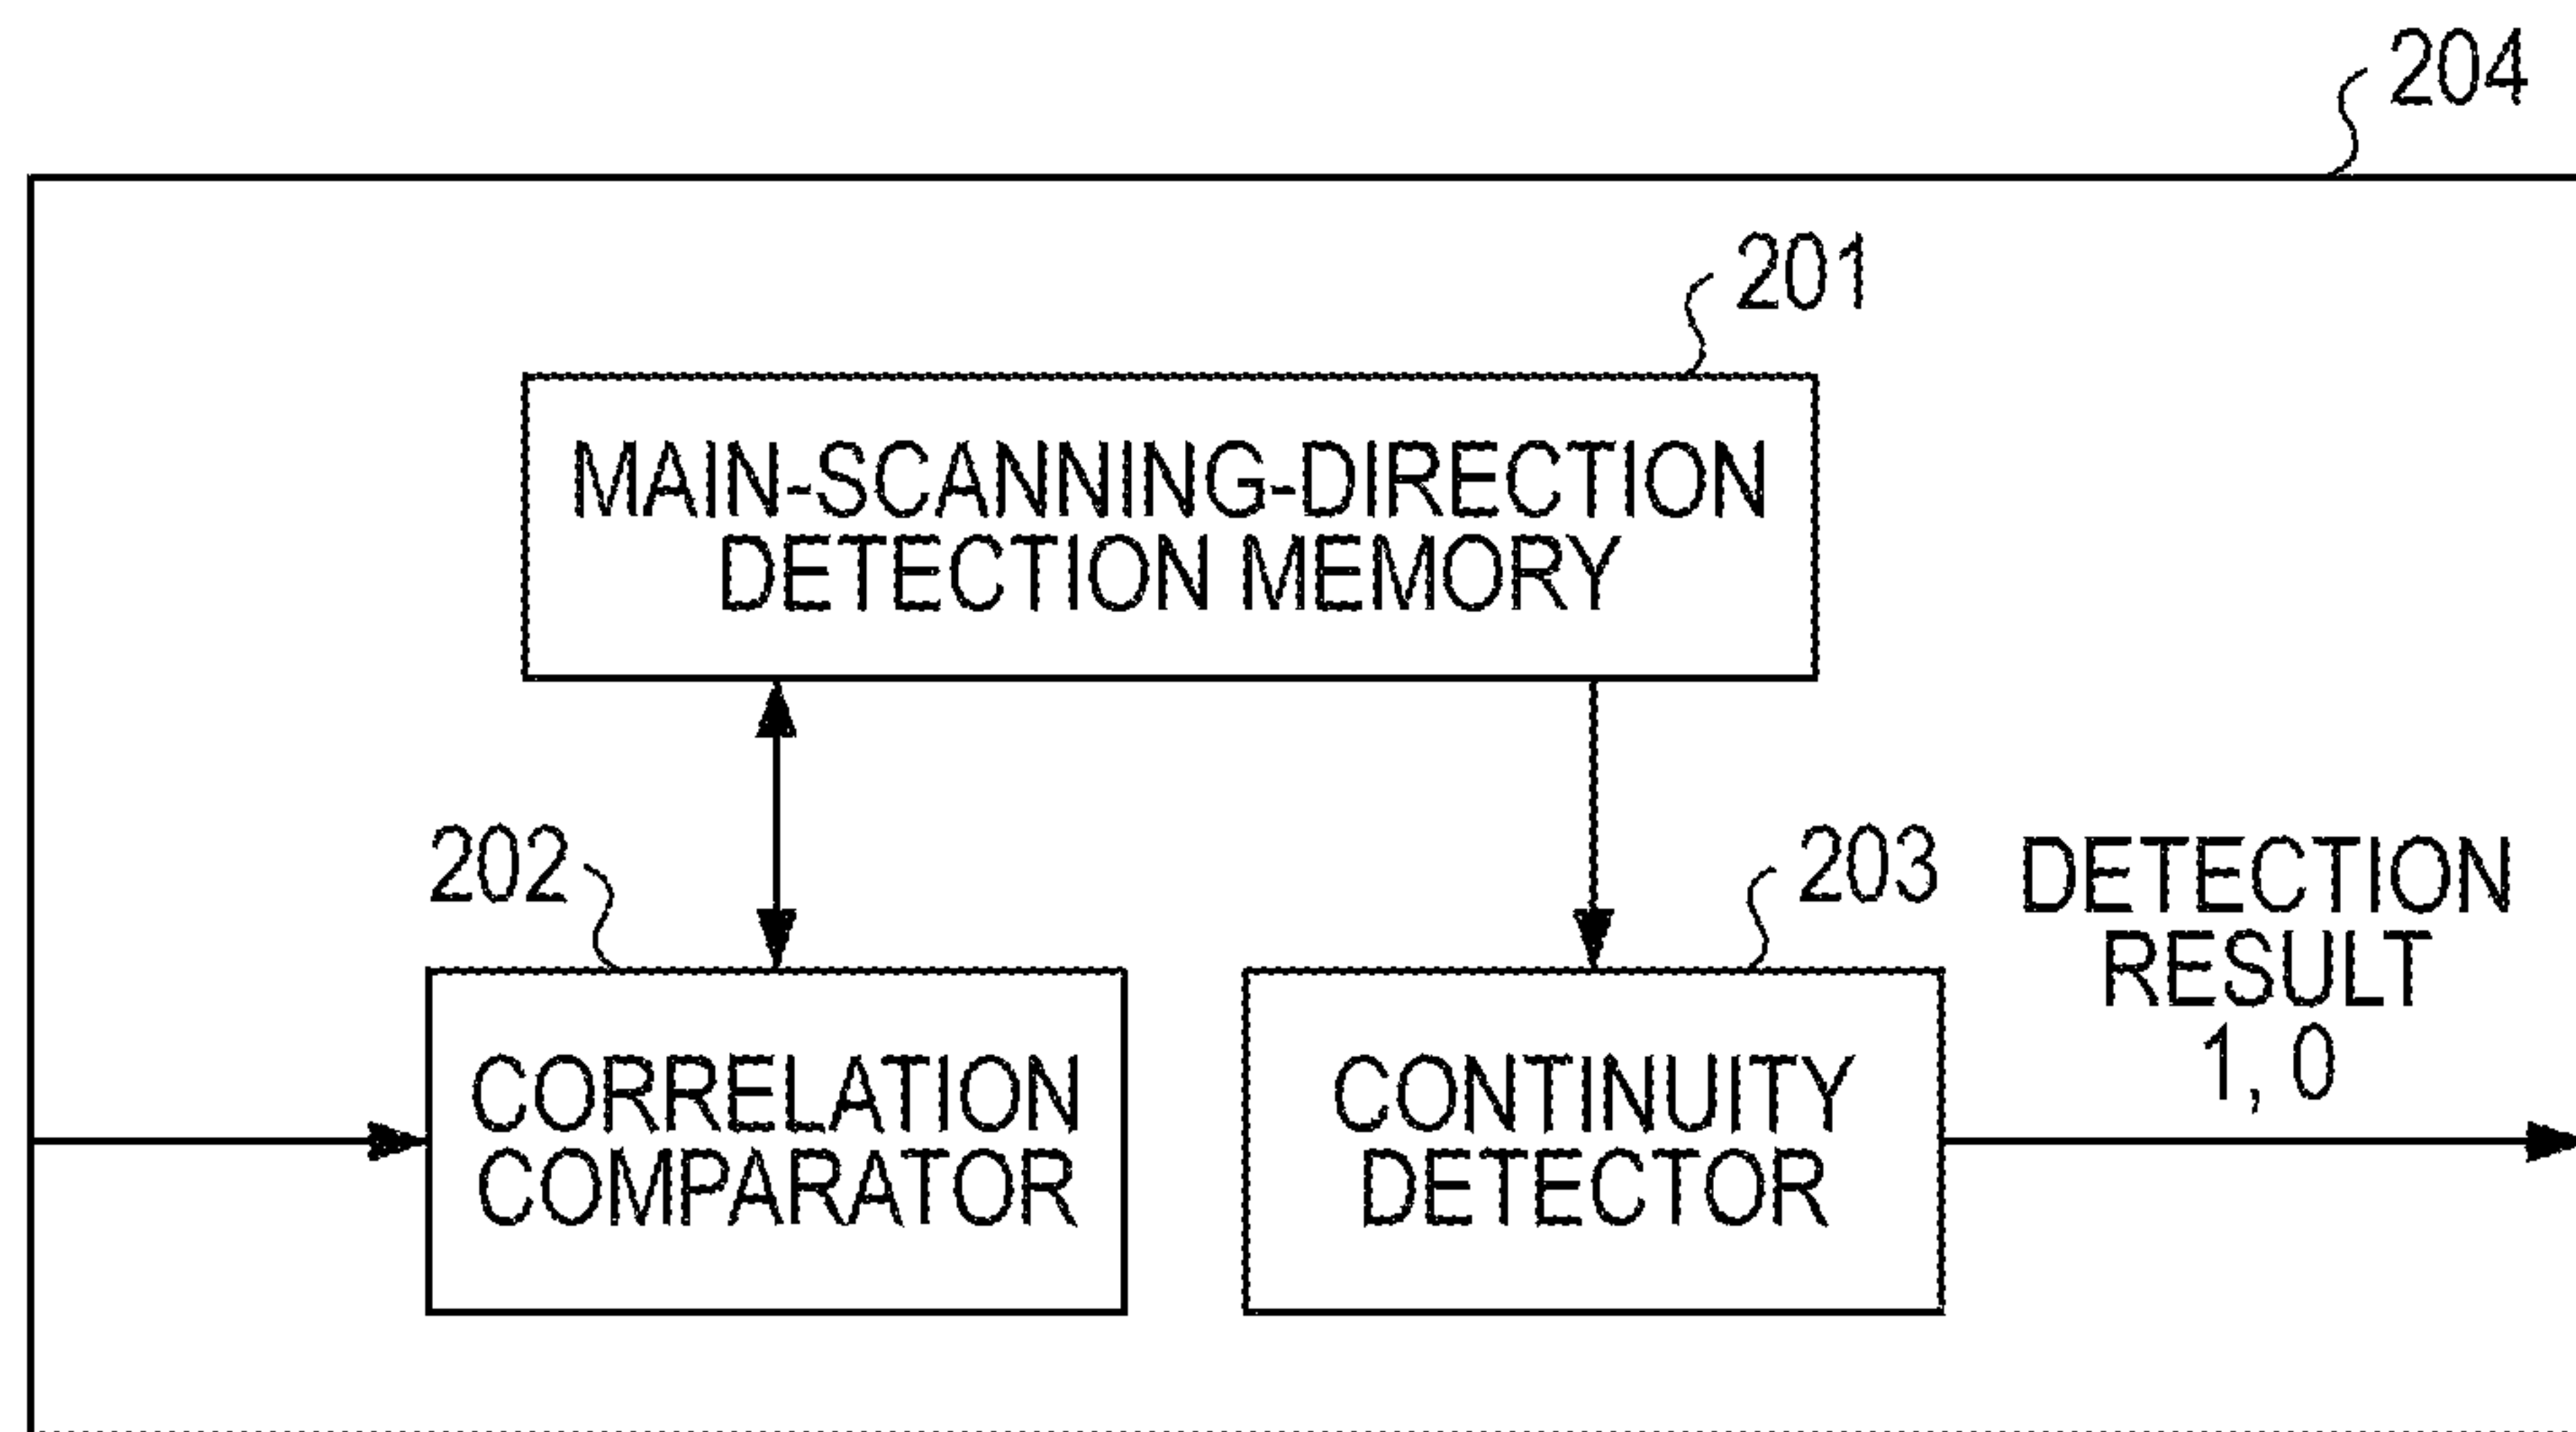 204
201
MAIN-SCANNING-DIRECTION
DETECTION MEMORY
202
203
DETECTION
RESULT
1, 0
CORRELATION
COMPARATOR
CONTINUITY
DETECTOR